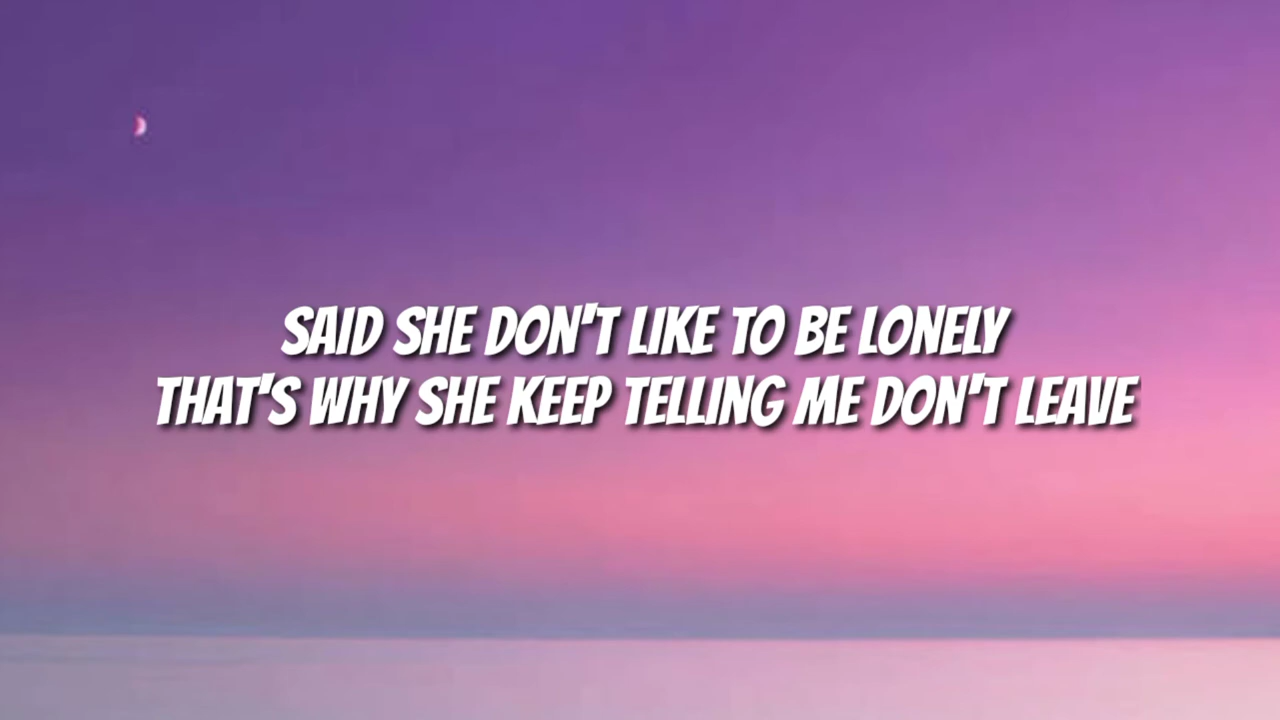 SAID SHE DON'T LIKE TO BE LONELY
THAT'S WHY SHE KEEP TELLING ME DON'T LEAVE